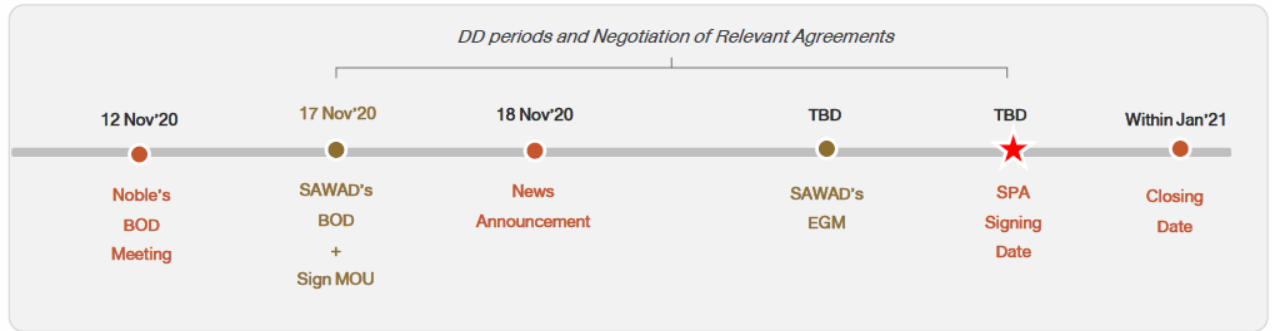 DD periods and Negotiation of Relevant Agreements
12 Nov'20
17 Nov'20
18 Nov'20
TBD
TBD
Within Jan'21
Noble's
BOD
Meeting
SAWAD's
BOD
+
Sign MOU
News
Announcement
SAWAD's
EGM
SPA
Signing
Date
Closing
Date